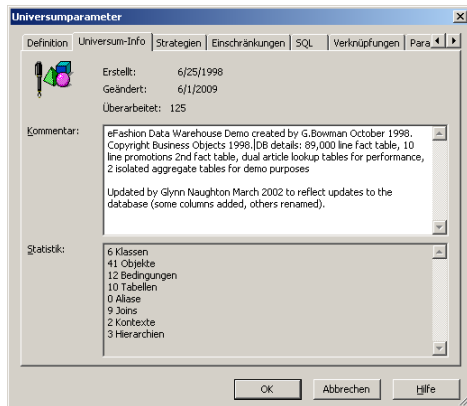 Universumparameter
Definition Universum-Info Strategien Einschränkungen SQL Verknüpfungen Para
Erstellt: 6/25/1998
Geändert: 6/1/2009
Überarbeitet: 125
Kommentar:
eFashion Data Warehouse Demo created by G.Bowman October 1998.
Copyright Business Objects 1998.DB details: 89,000 line fact table, 10
line promotions 2nd fact table, dual article lookup tables for performance,
2 isolated aggregate tables for demo purposes
Updated by Glynn Naughton March 2002 to reflect updates to the
database (some columns added, others renamed).
Statistik:
6 Klassen
41 Objekte
12 Bedingungen
10 Tabellen
0 Aliase
9 Joins
2 Kontexte
3 Hierarchien
OK Abbrechen Hilfe